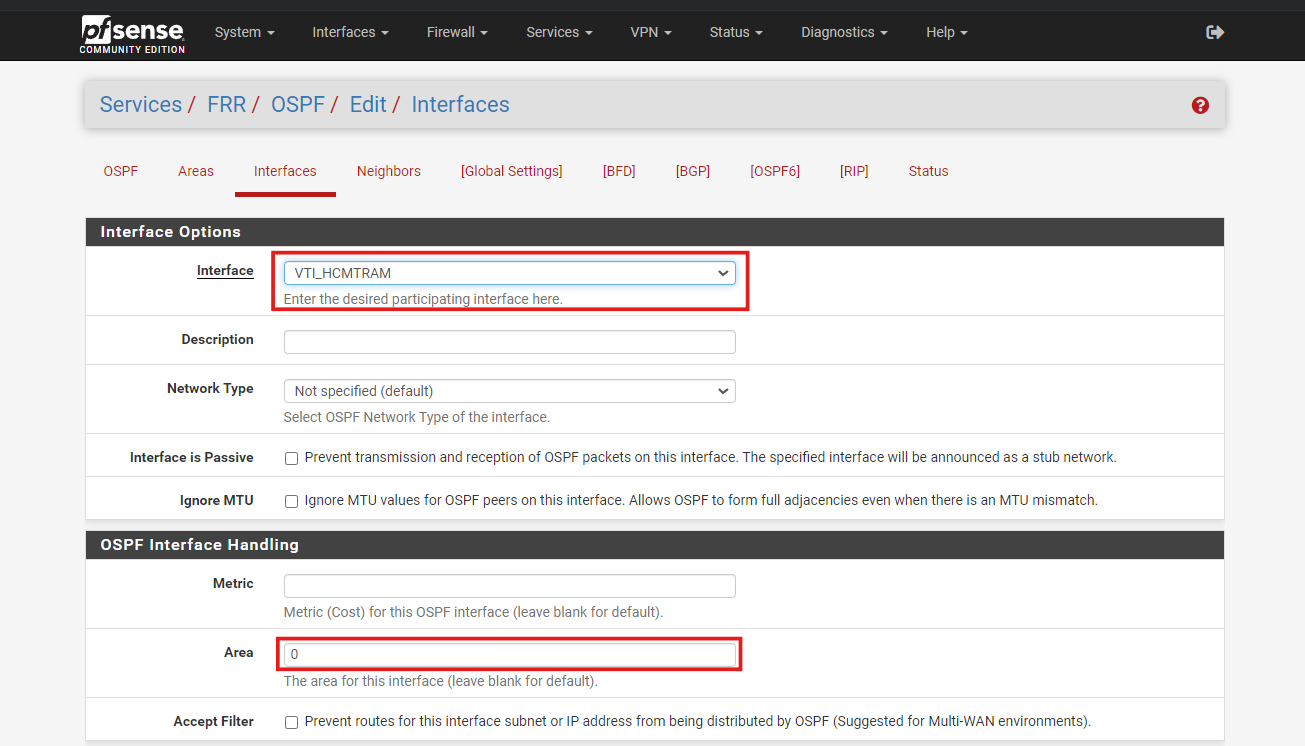 pfsense COMMUNITY EDITION
System Interfaces Firewall Services VPN Status Diagnostics Help
Services / FRR / OSPF / Edit / Interfaces
OSPF Areas Interfaces Neighbors [Global Settings] [BFD] [BGP] [OSPF6] [RIP] Status
Interface Options
Interface VTI_HCMTRAM
Enter the desired participating interface here.
Description
Network Type Not specified (default)
Select OSPF Network Type of the interface.
Interface is Passive Prevent transmission and reception of OSPF packets on this interface. The specified interface will be announced as a stub network.
Ignore MTU Ignore MTU values for OSPF peers on this interface. Allows OSPF to form full adjacencies even when there is an MTU mismatch.
OSPF Interface Handling
Metric
Metric (Cost) for this OSPF interface (leave blank for default).
Area 0
The area for this interface (leave blank for default).
Accept Filter Prevent routes for this interface subnet or IP address from being distributed by OSPF (Suggested for Multi-WAN environments).